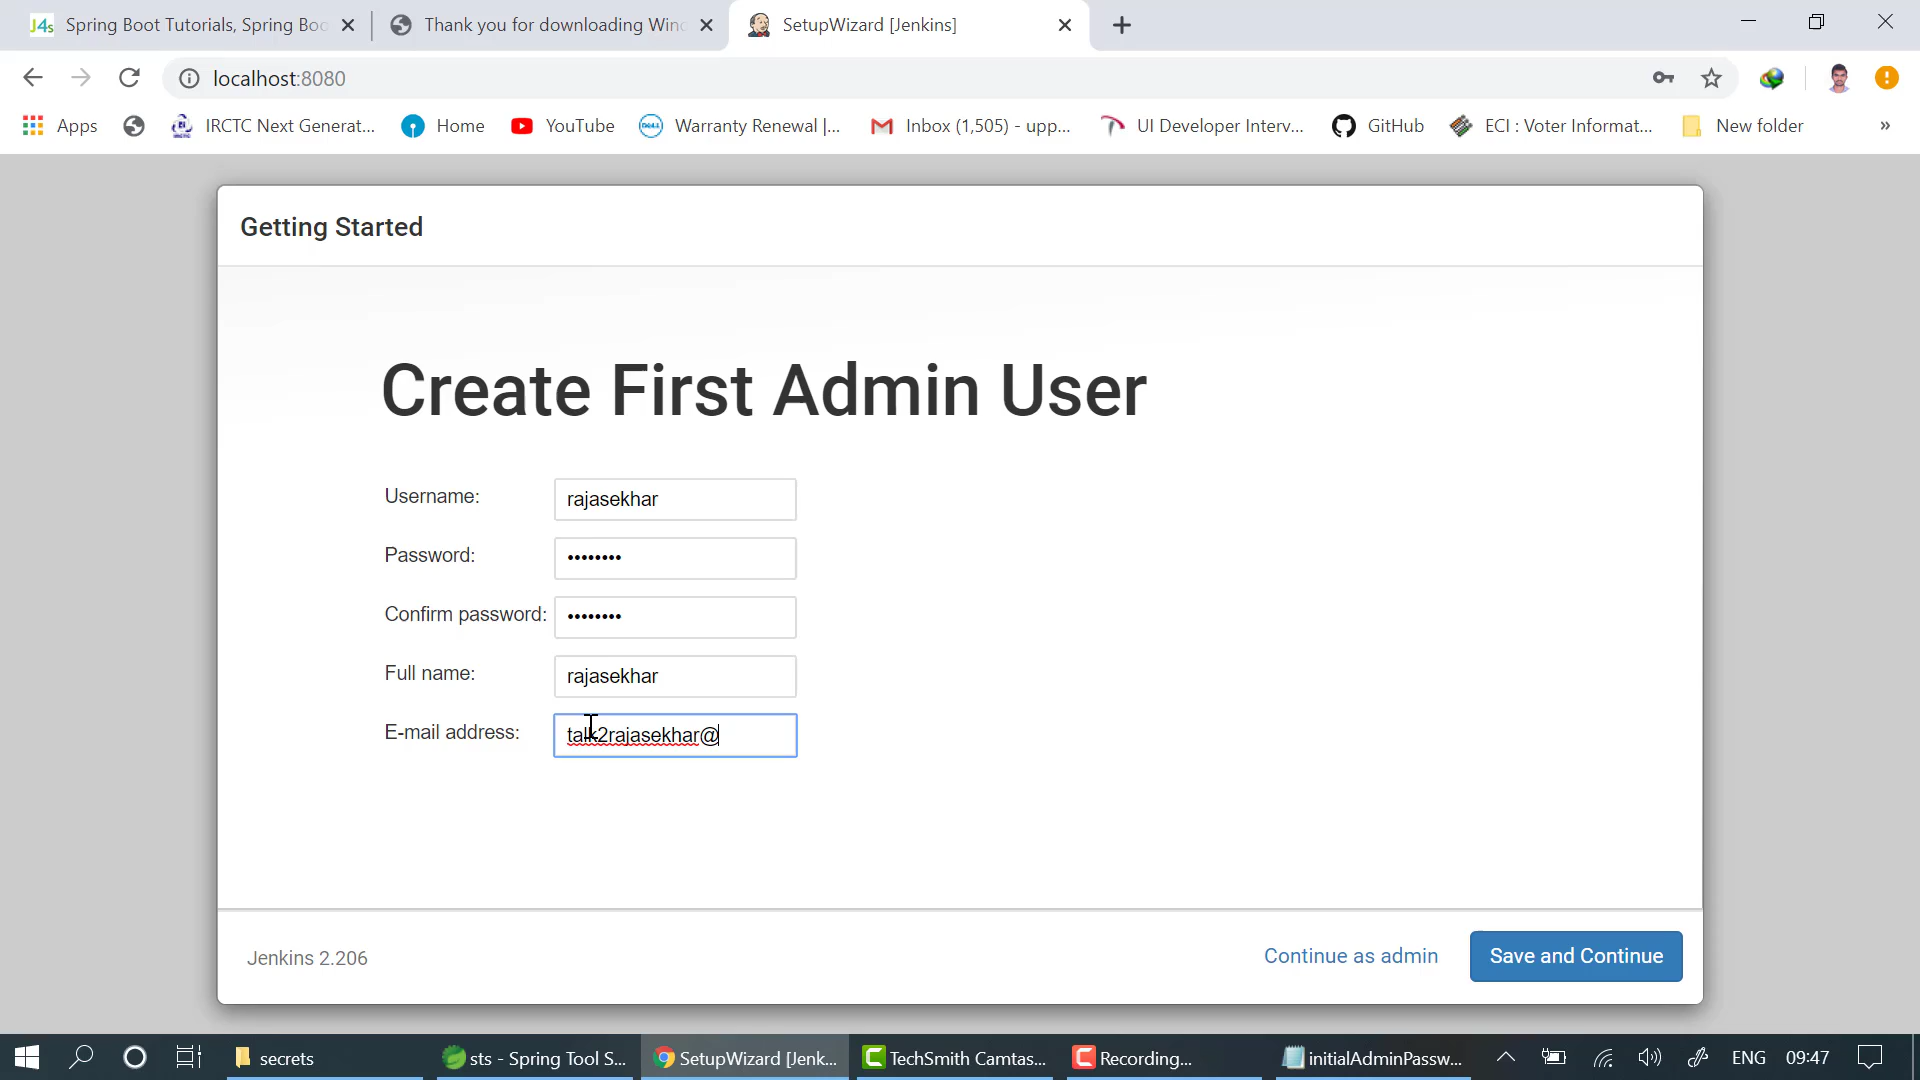 J4s Spring Boot Tutorials, Spring Boo
Thank you for downloading Winc
SetupWizard [Jenkins]
localhost:8080
Apps
IRCTC Next Generat...
Home
YouTube
Warranty Renewal |...
Inbox (1,505) - upp...
UI Developer Interv...
GitHub
ECI : Voter Informat...
New folder
»
Getting Started
Create First Admin User
Username: rajasekhar
Password: ••••••••
Confirm password: ••••••••
Full name: rajasekhar
E-mail address: talk2rajasekhar@
Jenkins 2.206
Continue as admin
Save and Continue
secrets
sts - Spring Tool S...
SetupWizard [Jenk...
TechSmith Camtas...
Recording...
initialAdminPassw...
ENG
09:47